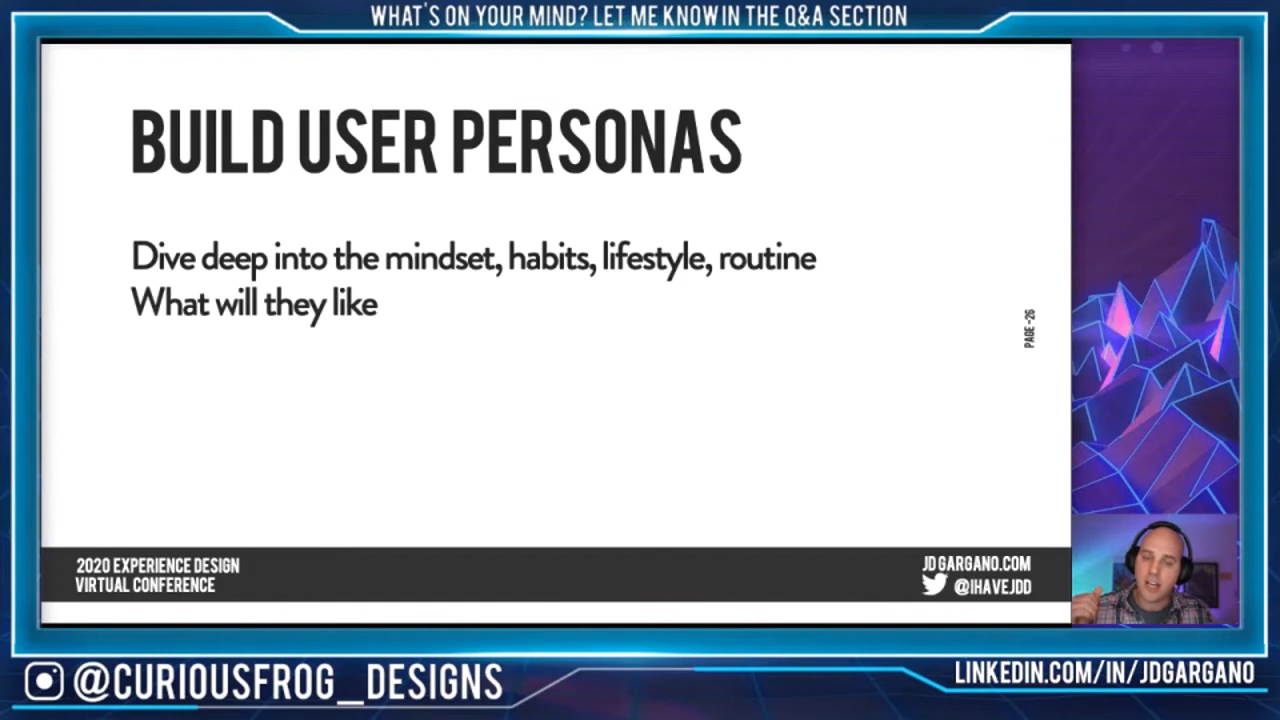 WHAT'S ON YOUR MIND? LET ME KNOW IN THE Q&A SECTION
BUILD USER PERSONAS
Dive deep into the mindset, habits, lifestyle, routine
What will they like
PAGE -26
2020 EXPERIENCE DESIGN
VIRTUAL CONFERENCE
JDGARGANO.COM
@IHAVEJDD
@CURIOUSFROG_DESIGNS
LINKEDIN.COM/IN/JDGARGANO